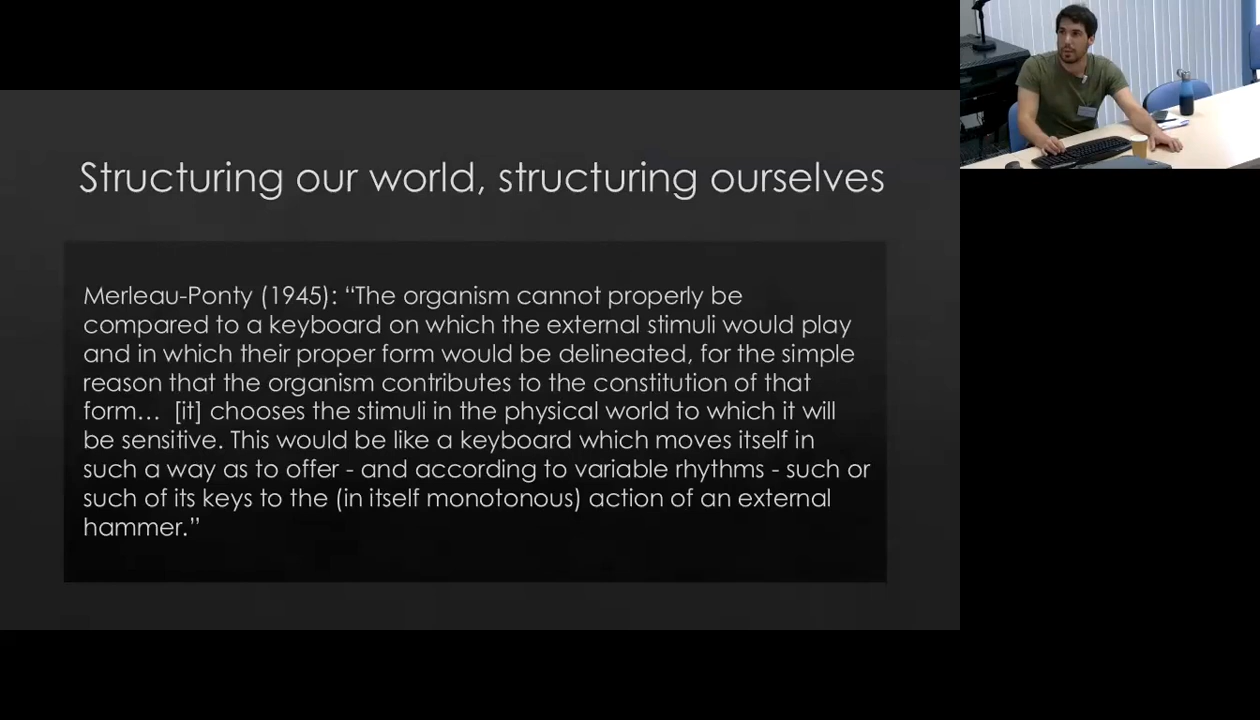 Structuring our world, structuring ourselves
Merleau-Ponty (1945): “The organism cannot properly be
compared to a keyboard on which the external stimuli would play
and in which their proper form would be delineated, for the simple
reason that the organism contributes to the constitution of that
form… [it] chooses the stimuli in the physical world to which it will
be sensitive. This would be like a keyboard which moves itself in
such a way as to offer - and according to variable rhythms - such or
such of its keys to the (in itself monotonous) action of an external
hammer.”